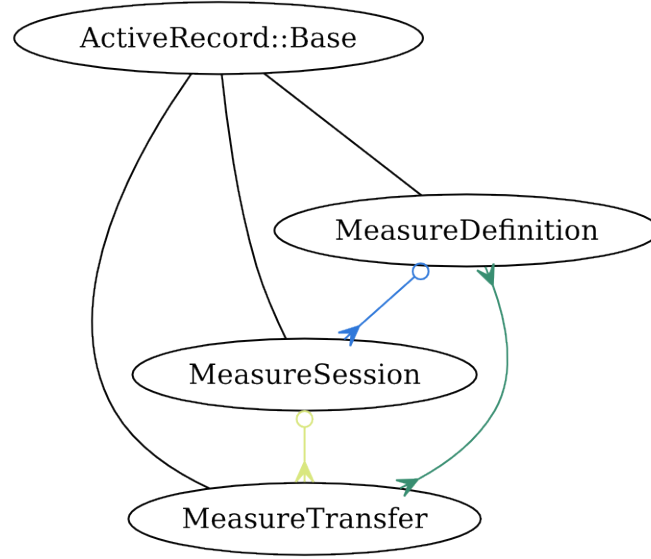 ActiveRecord::Base
MeasureDefinition
MeasureSession
MeasureTransfer